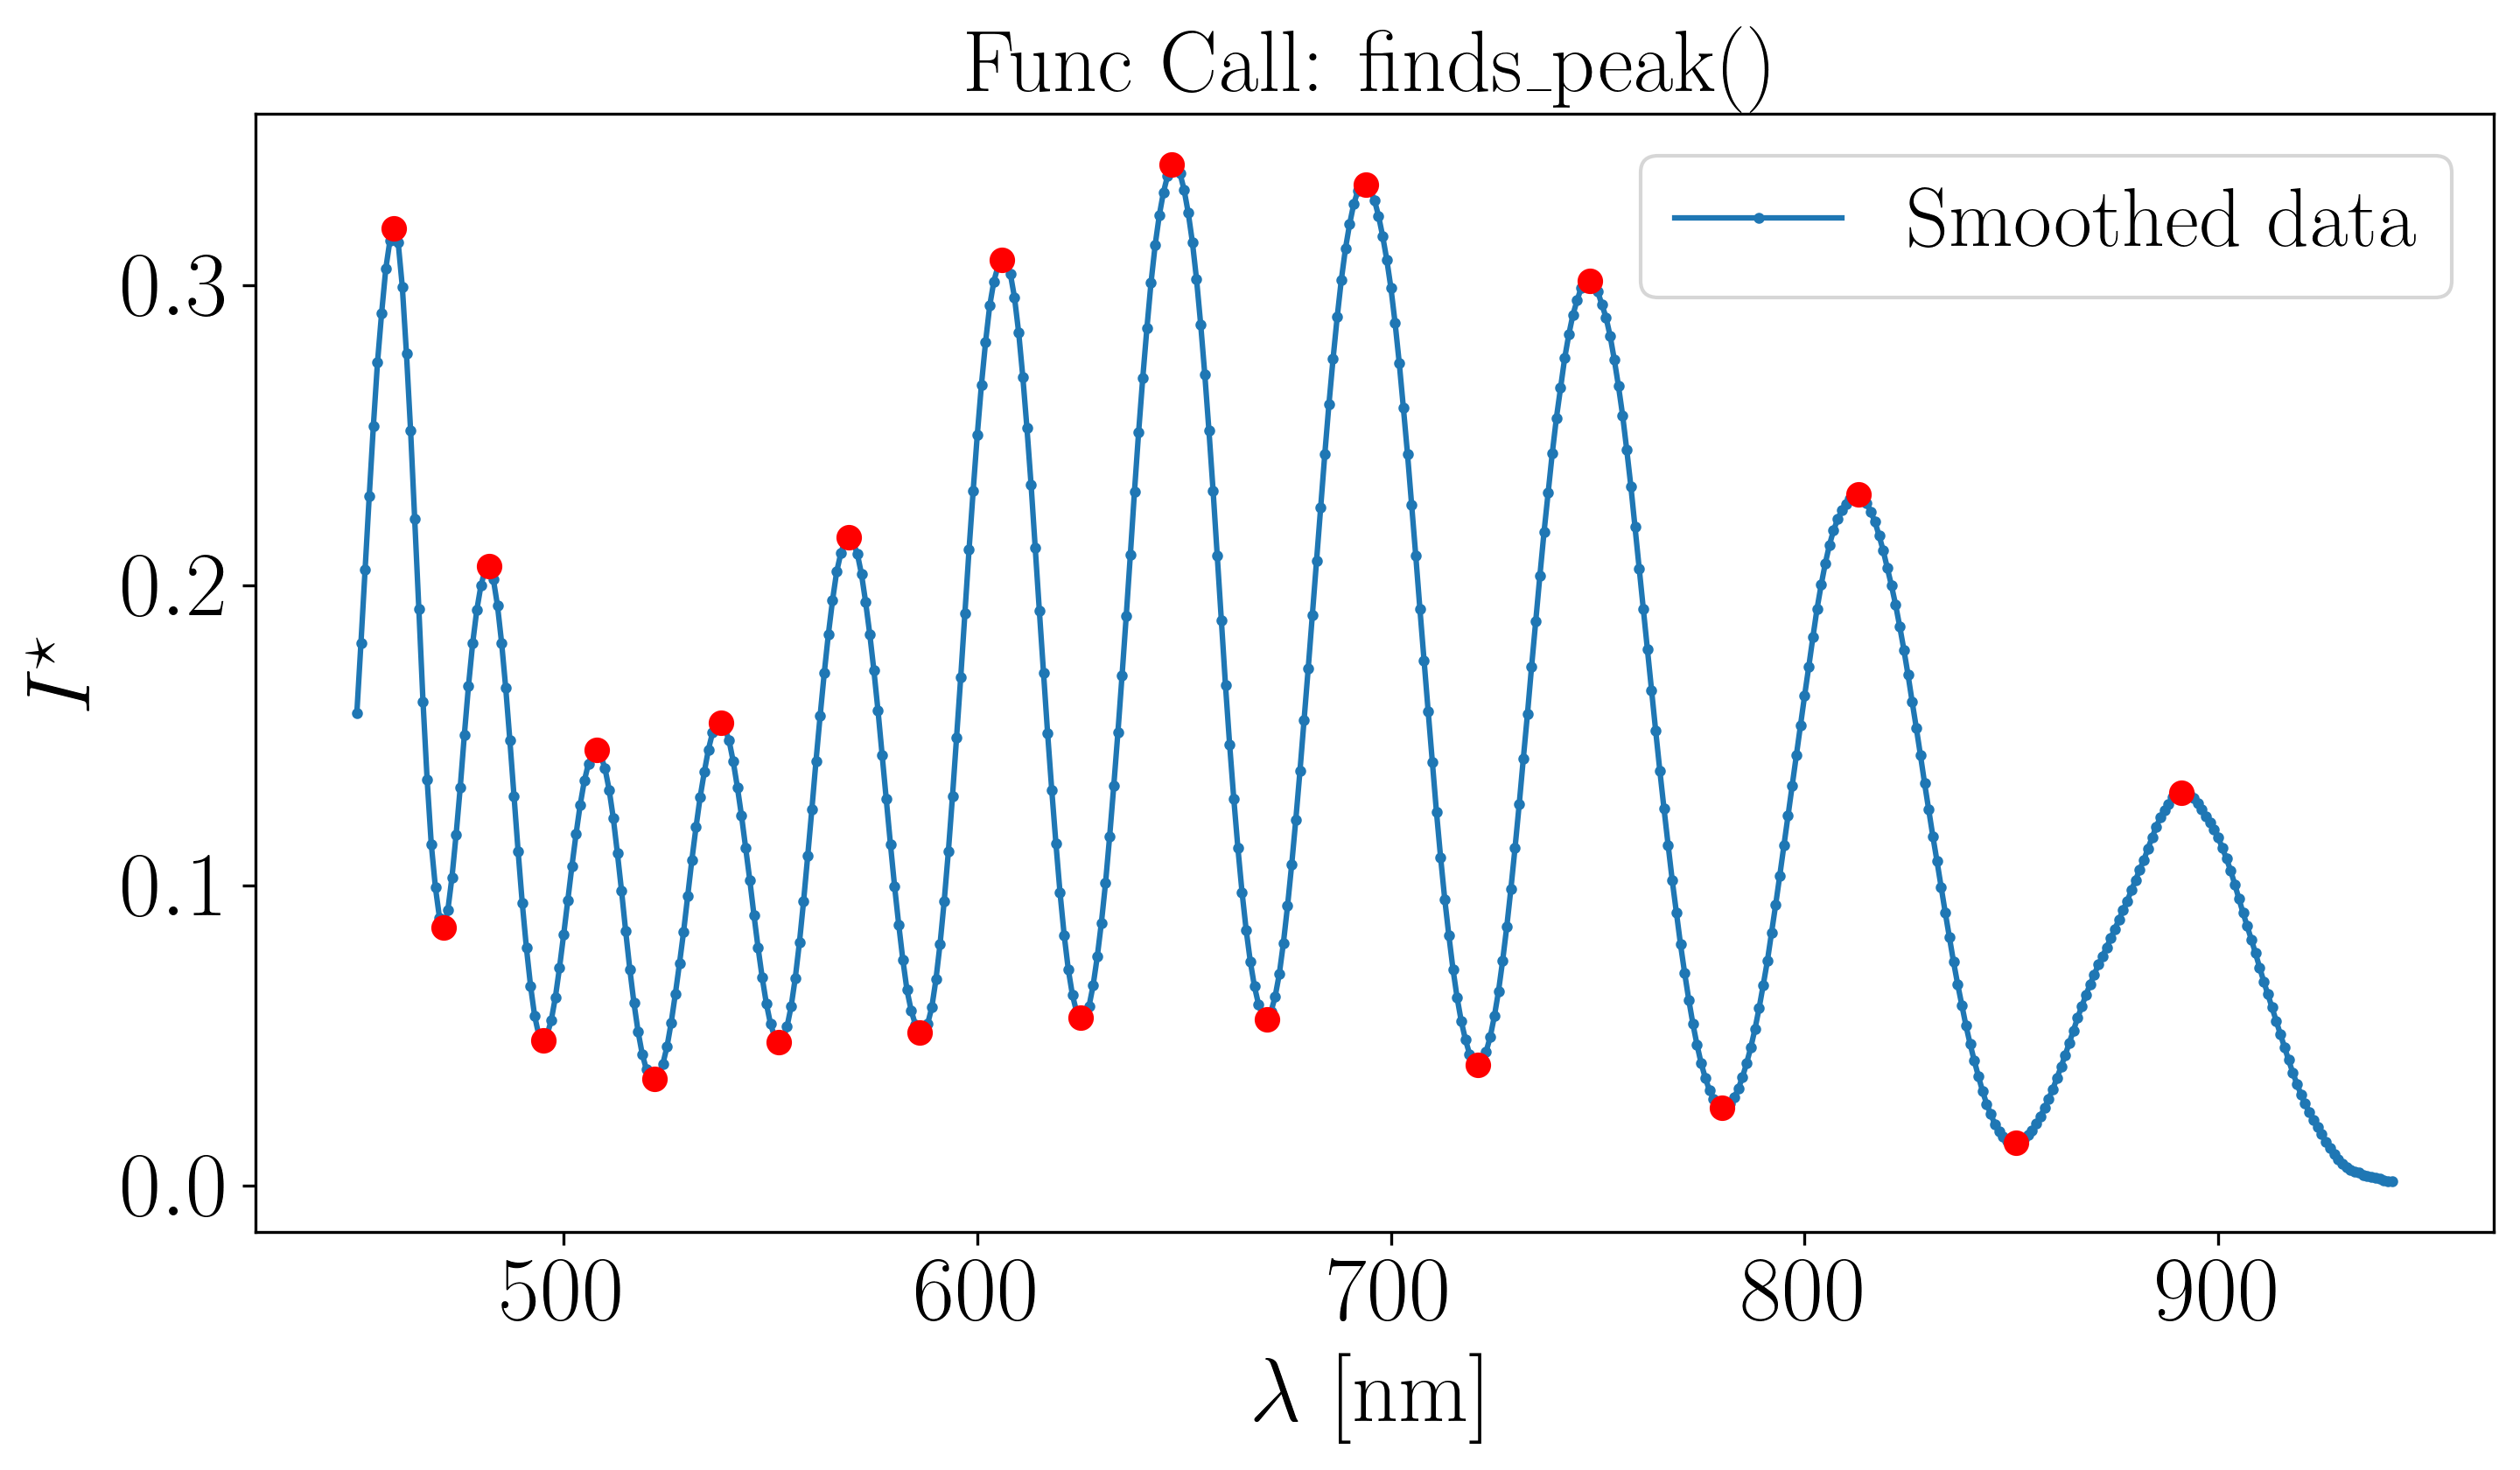 Func Call: finds_peak()
Smoothed data
I⋆
0.3
0.2
0.1
0.0
500 600 700 800 900
λ [nm]